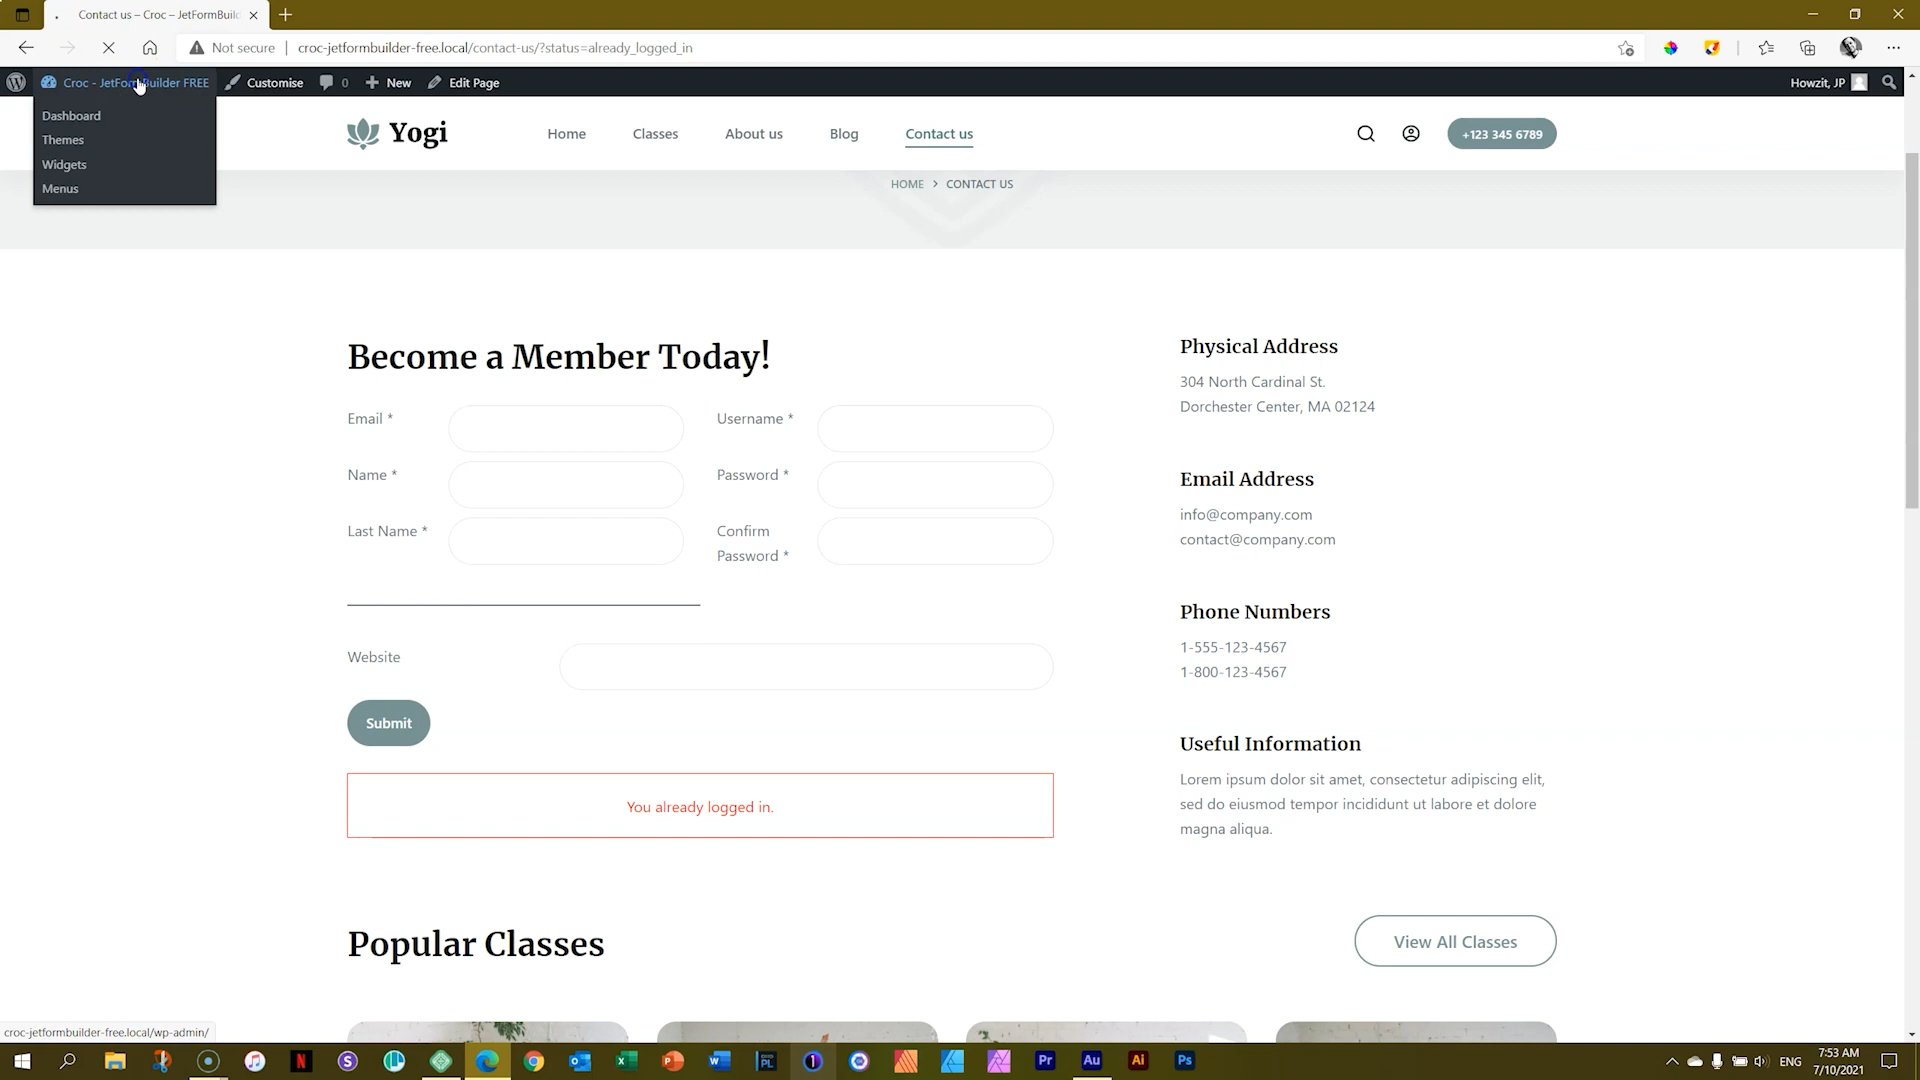 Contact us – Croc – JetFormBuil
Not secure
croc-jetformbuilder-free.local/contact-us/?status=already_logged_in
Croc - JetFormBuilder FREE
Customise
0
New
Edit Page
Howzit, JP
Dashboard
Themes
Widgets
Menus
Yogi
Home
Classes
About us
Blog
Contact us
+123 345 6789
HOME > CONTACT US
Become a Member Today!
Email *
Username *
Name *
Password *
Last Name *
Confirm
Password *
Website
Submit
You already logged in.
Physical Address
304 North Cardinal St.
Dorchester Center, MA 02124
Email Address
info@company.com
contact@company.com
Phone Numbers
1-555-123-4567
1-800-123-4567
Useful Information
Lorem ipsum dolor sit amet, consectetur adipiscing elit,
sed do eiusmod tempor incididunt ut labore et dolore
magna aliqua.
Popular Classes
View All Classes
croc-jetformbuilder-free.local/wp-admin/
Pr
Au
Ai
Ps
ENG
7:53 AM
7/10/2021